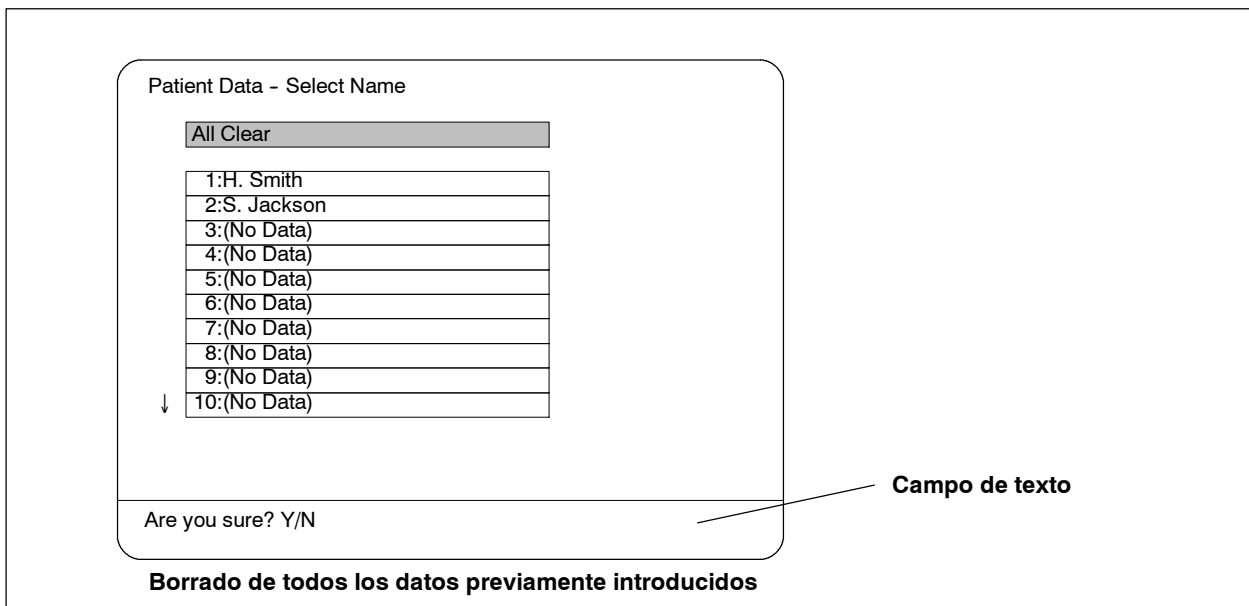 Patient Data - Select Name
All Clear
1:H. Smith
2:S. Jackson
3:(No Data)
4:(No Data)
5:(No Data)
6:(No Data)
7:(No Data)
8:(No Data)
9:(No Data)
↓ 10:(No Data)
Campo de texto
Are you sure? Y/N
Borrado de todos los datos previamente introducidos